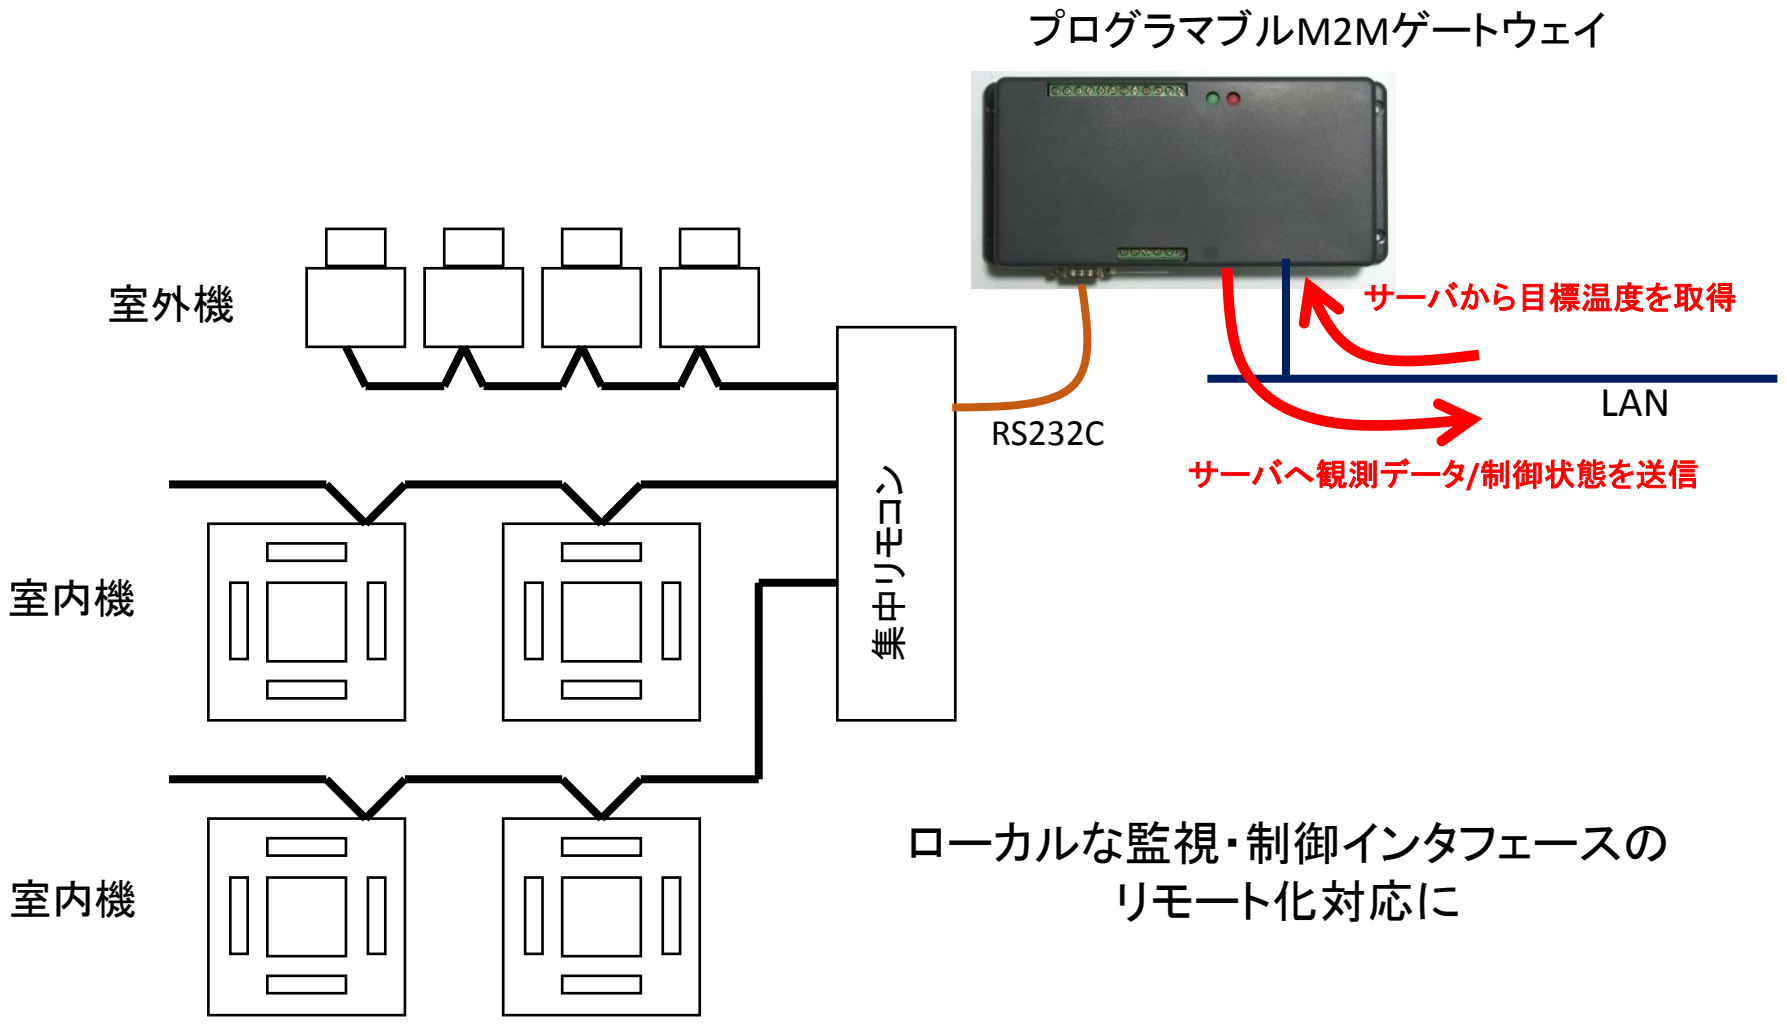 プログラマブルM2Mゲートウェイ
室外機
サーバから目標温度を取得
LAN
RS232C
サーバへ観測データ/制御状態を送信
集中リモコン
室内機
ローカルな監視・制御インタフェースの
リモート化対応に
室内機